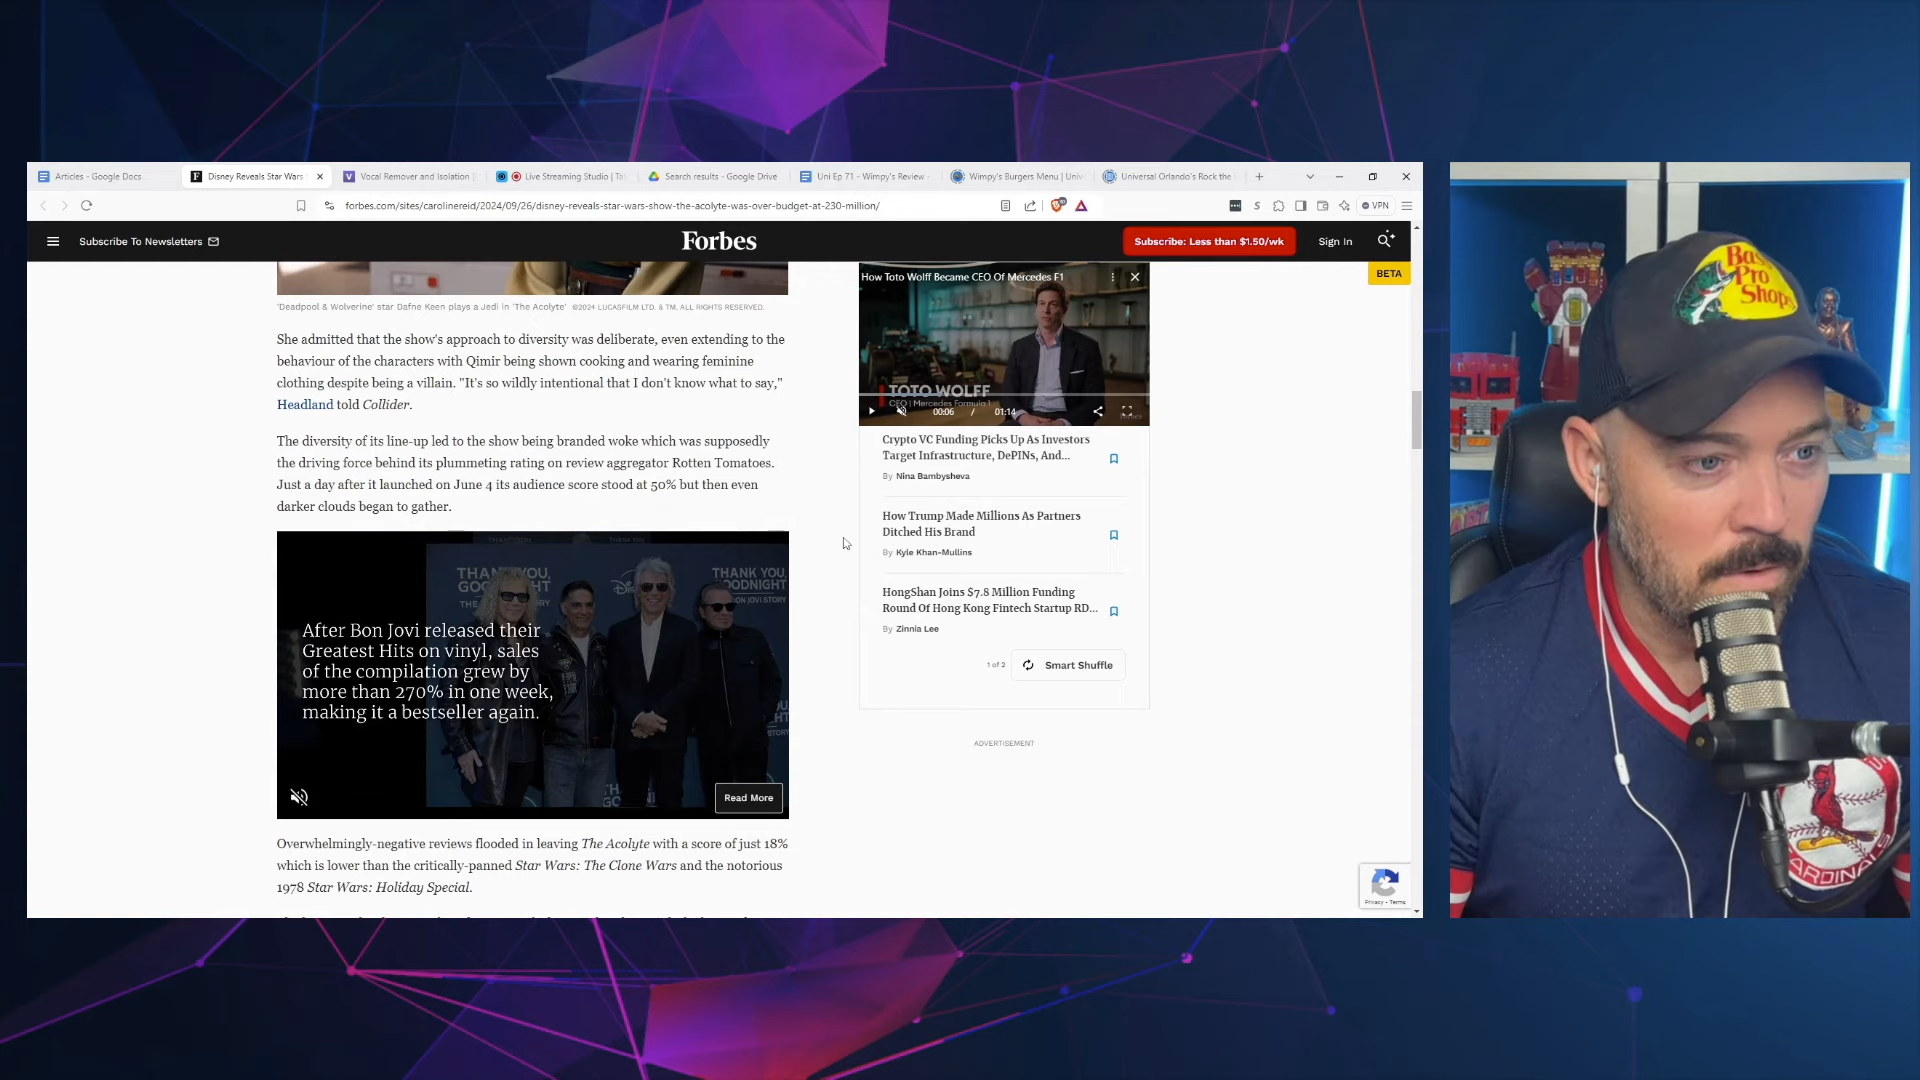 Articles - Google Docs
Disney Reveals Star Wars
Vocal Remover and Isolation
Live Streaming Studio | Ta
Search results - Google Drive
Uni Ep 71 - Wimpy's Review -
Wimpy's Burgers Menu | Univ
Universal Orlando's Rock the
forbes.com/sites/carolinereid/2024/09/26/disney-reveals-star-wars-show-the-acolyte-was-over-budget-at-230-million/
VPN
Subscribe To Newsletters
Forbes
Subscribe: Less than $1.50/wk
Sign In
BETA
'Deadpool & Wolverine' star Dafne Keen plays a Jedi in 'The Acolyte' ©2024 LUCASFILM LTD. & TM. ALL RIGHTS RESERVED.
She admitted that the show's approach to diversity was deliberate, even extending to the
behaviour of the characters with Qimir being shown cooking and wearing feminine
clothing despite being a villain. "It's so wildly intentional that I don't know what to say,"
Headland told Collider.
The diversity of its line-up led to the show being branded woke which was supposedly
the driving force behind its plummeting rating on review aggregator Rotten Tomatoes.
Just a day after it launched on June 4 its audience score stood at 50% but then even
darker clouds began to gather.
THANK YOU,
GOODNIGHT
THANK YOU,
GOODNIGHT
BON JOVI STORY
After Bon Jovi released their
Greatest Hits on vinyl, sales
of the compilation grew by
more than 270% in one week,
making it a bestseller again.
Read More
Overwhelmingly-negative reviews flooded in leaving The Acolyte with a score of just 18%
which is lower than the critically-panned Star Wars: The Clone Wars and the notorious
1978 Star Wars: Holiday Special.
How Toto Wolff Became CEO Of Mercedes F1
TOTO WOLFF
CEO | Mercedes Formula 1
00:06 / 01:14
Crypto VC Funding Picks Up As Investors
Target Infrastructure, DePINs, And...
By Nina Bambysheva
How Trump Made Millions As Partners
Ditched His Brand
By Kyle Khan-Mullins
HongShan Joins $7.8 Million Funding
Round Of Hong Kong Fintech Startup RD...
By Zinnia Lee
1 of 2
Smart Shuffle
ADVERTISEMENT
Privacy - Terms
Bass
Pro
Shops
CARDINALS